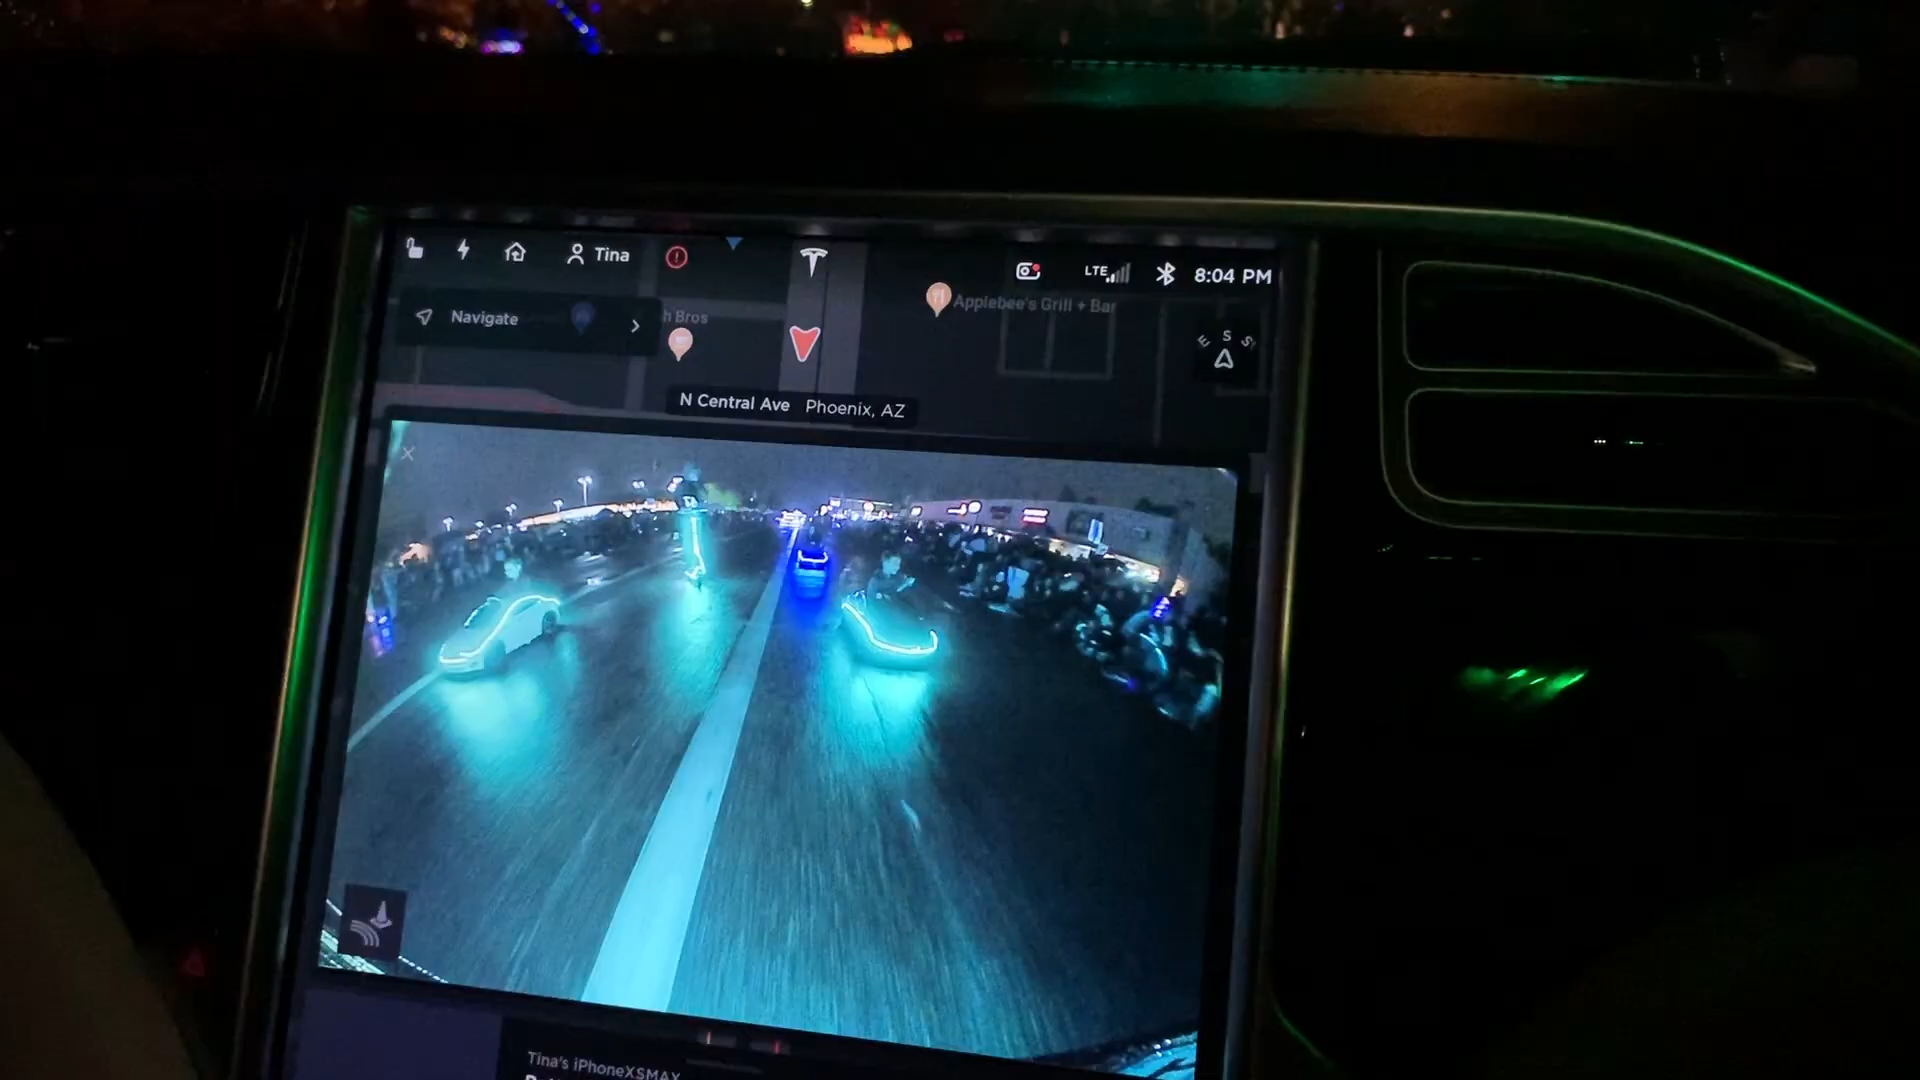 Tina
LTE
8:04 PM
Navigate
h Bros
Applebee's Grill + Bar
E S S
N Central Ave Phoenix, AZ
Tina's iPhoneXSMAX